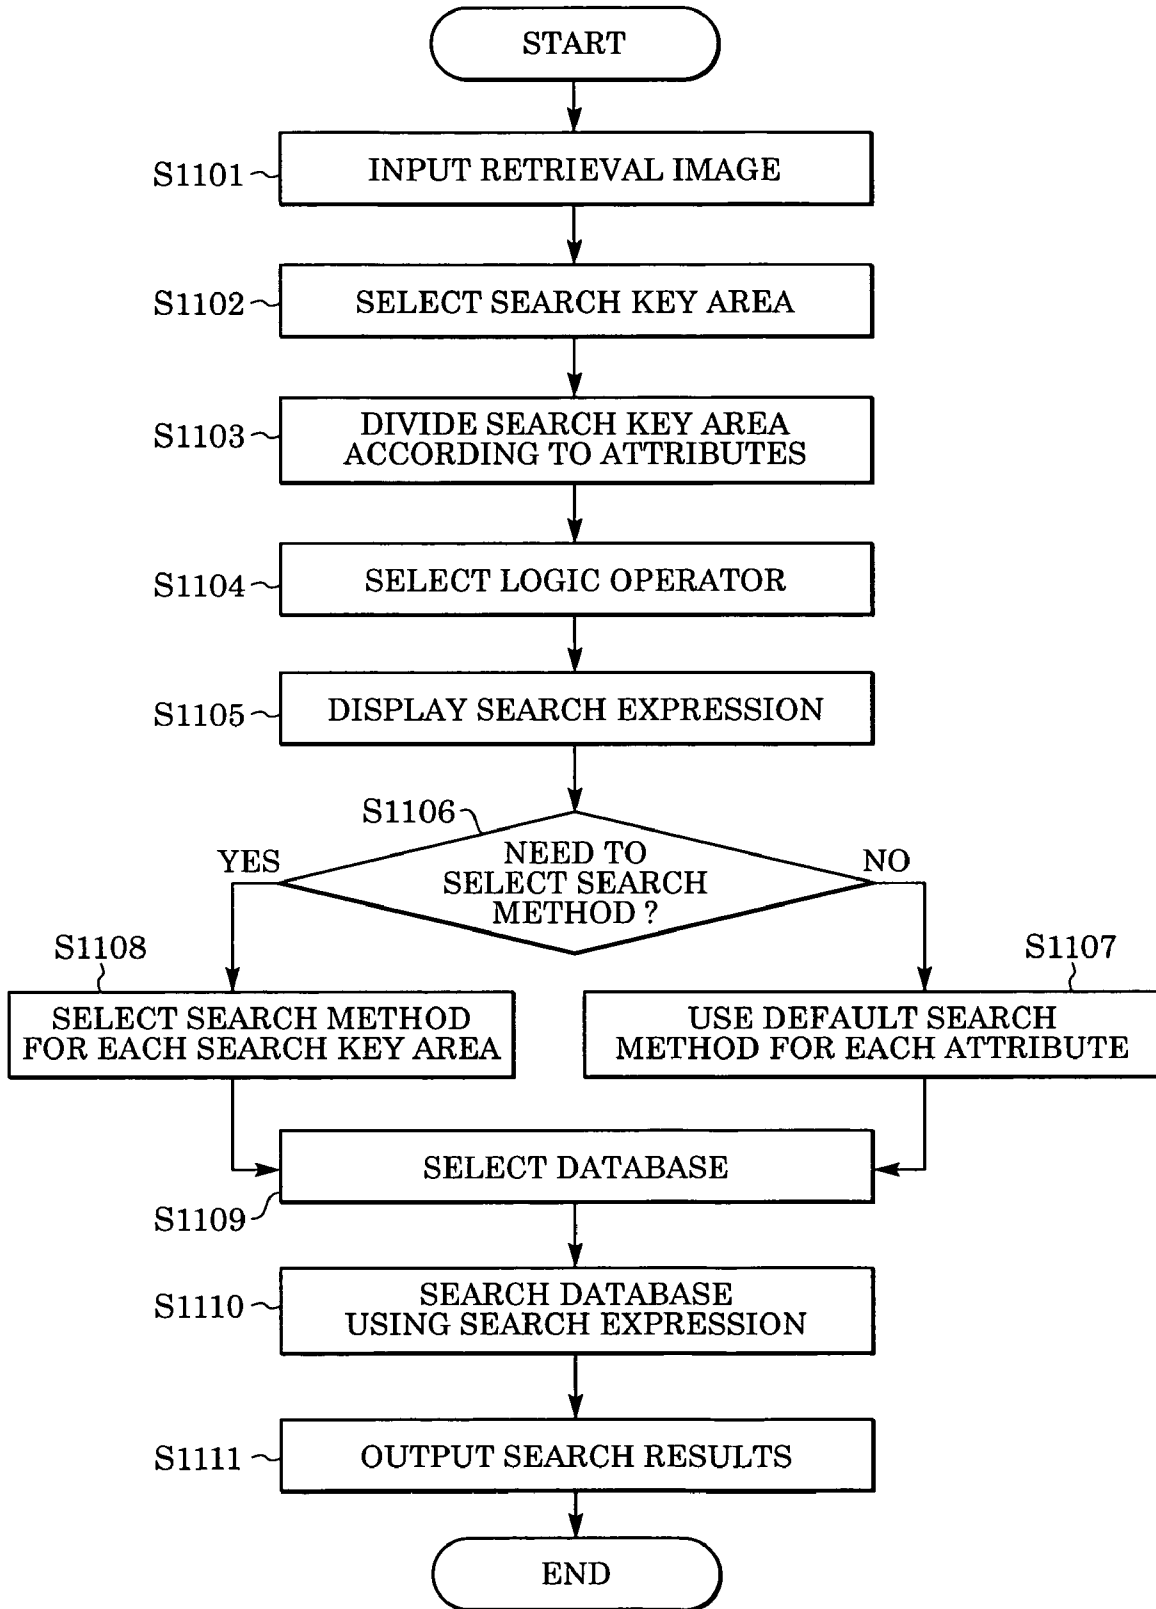 START
S1101
INPUT RETRIEVAL IMAGE
S1102
SELECT SEARCH KEY AREA
S1103
DIVIDE SEARCH KEY AREA
ACCORDING TO ATTRIBUTES
S1104
SELECT LOGIC OPERATOR
S1105
DISPLAY SEARCH EXPRESSION
S1106
YES
NEED TO
SELECT SEARCH
METHOD ?
NO
S1108
SELECT SEARCH METHOD
FOR EACH SEARCH KEY AREA
S1107
USE DEFAULT SEARCH
METHOD FOR EACH ATTRIBUTE
SELECT DATABASE
S1109
S1110
SEARCH DATABASE
USING SEARCH EXPRESSION
S1111
OUTPUT SEARCH RESULTS
END